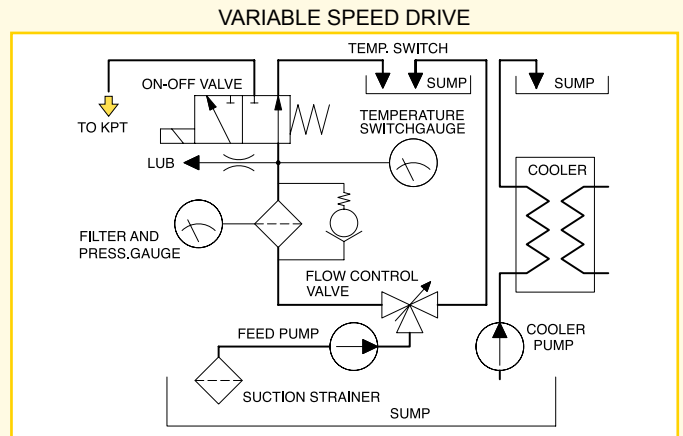 VARIABLE SPEED DRIVE
TEMP. SWITCH
ON-OFF VALVE
SUMP
SUMP
TO KPT
TEMPERATURE
SWITCHGAUGE
LUB
COOLER
FILTER AND
PRESS.GAUGE
FLOW CONTROL
VALVE
FEED PUMP
COOLER
PUMP
SUCTION STRAINER
SUMP